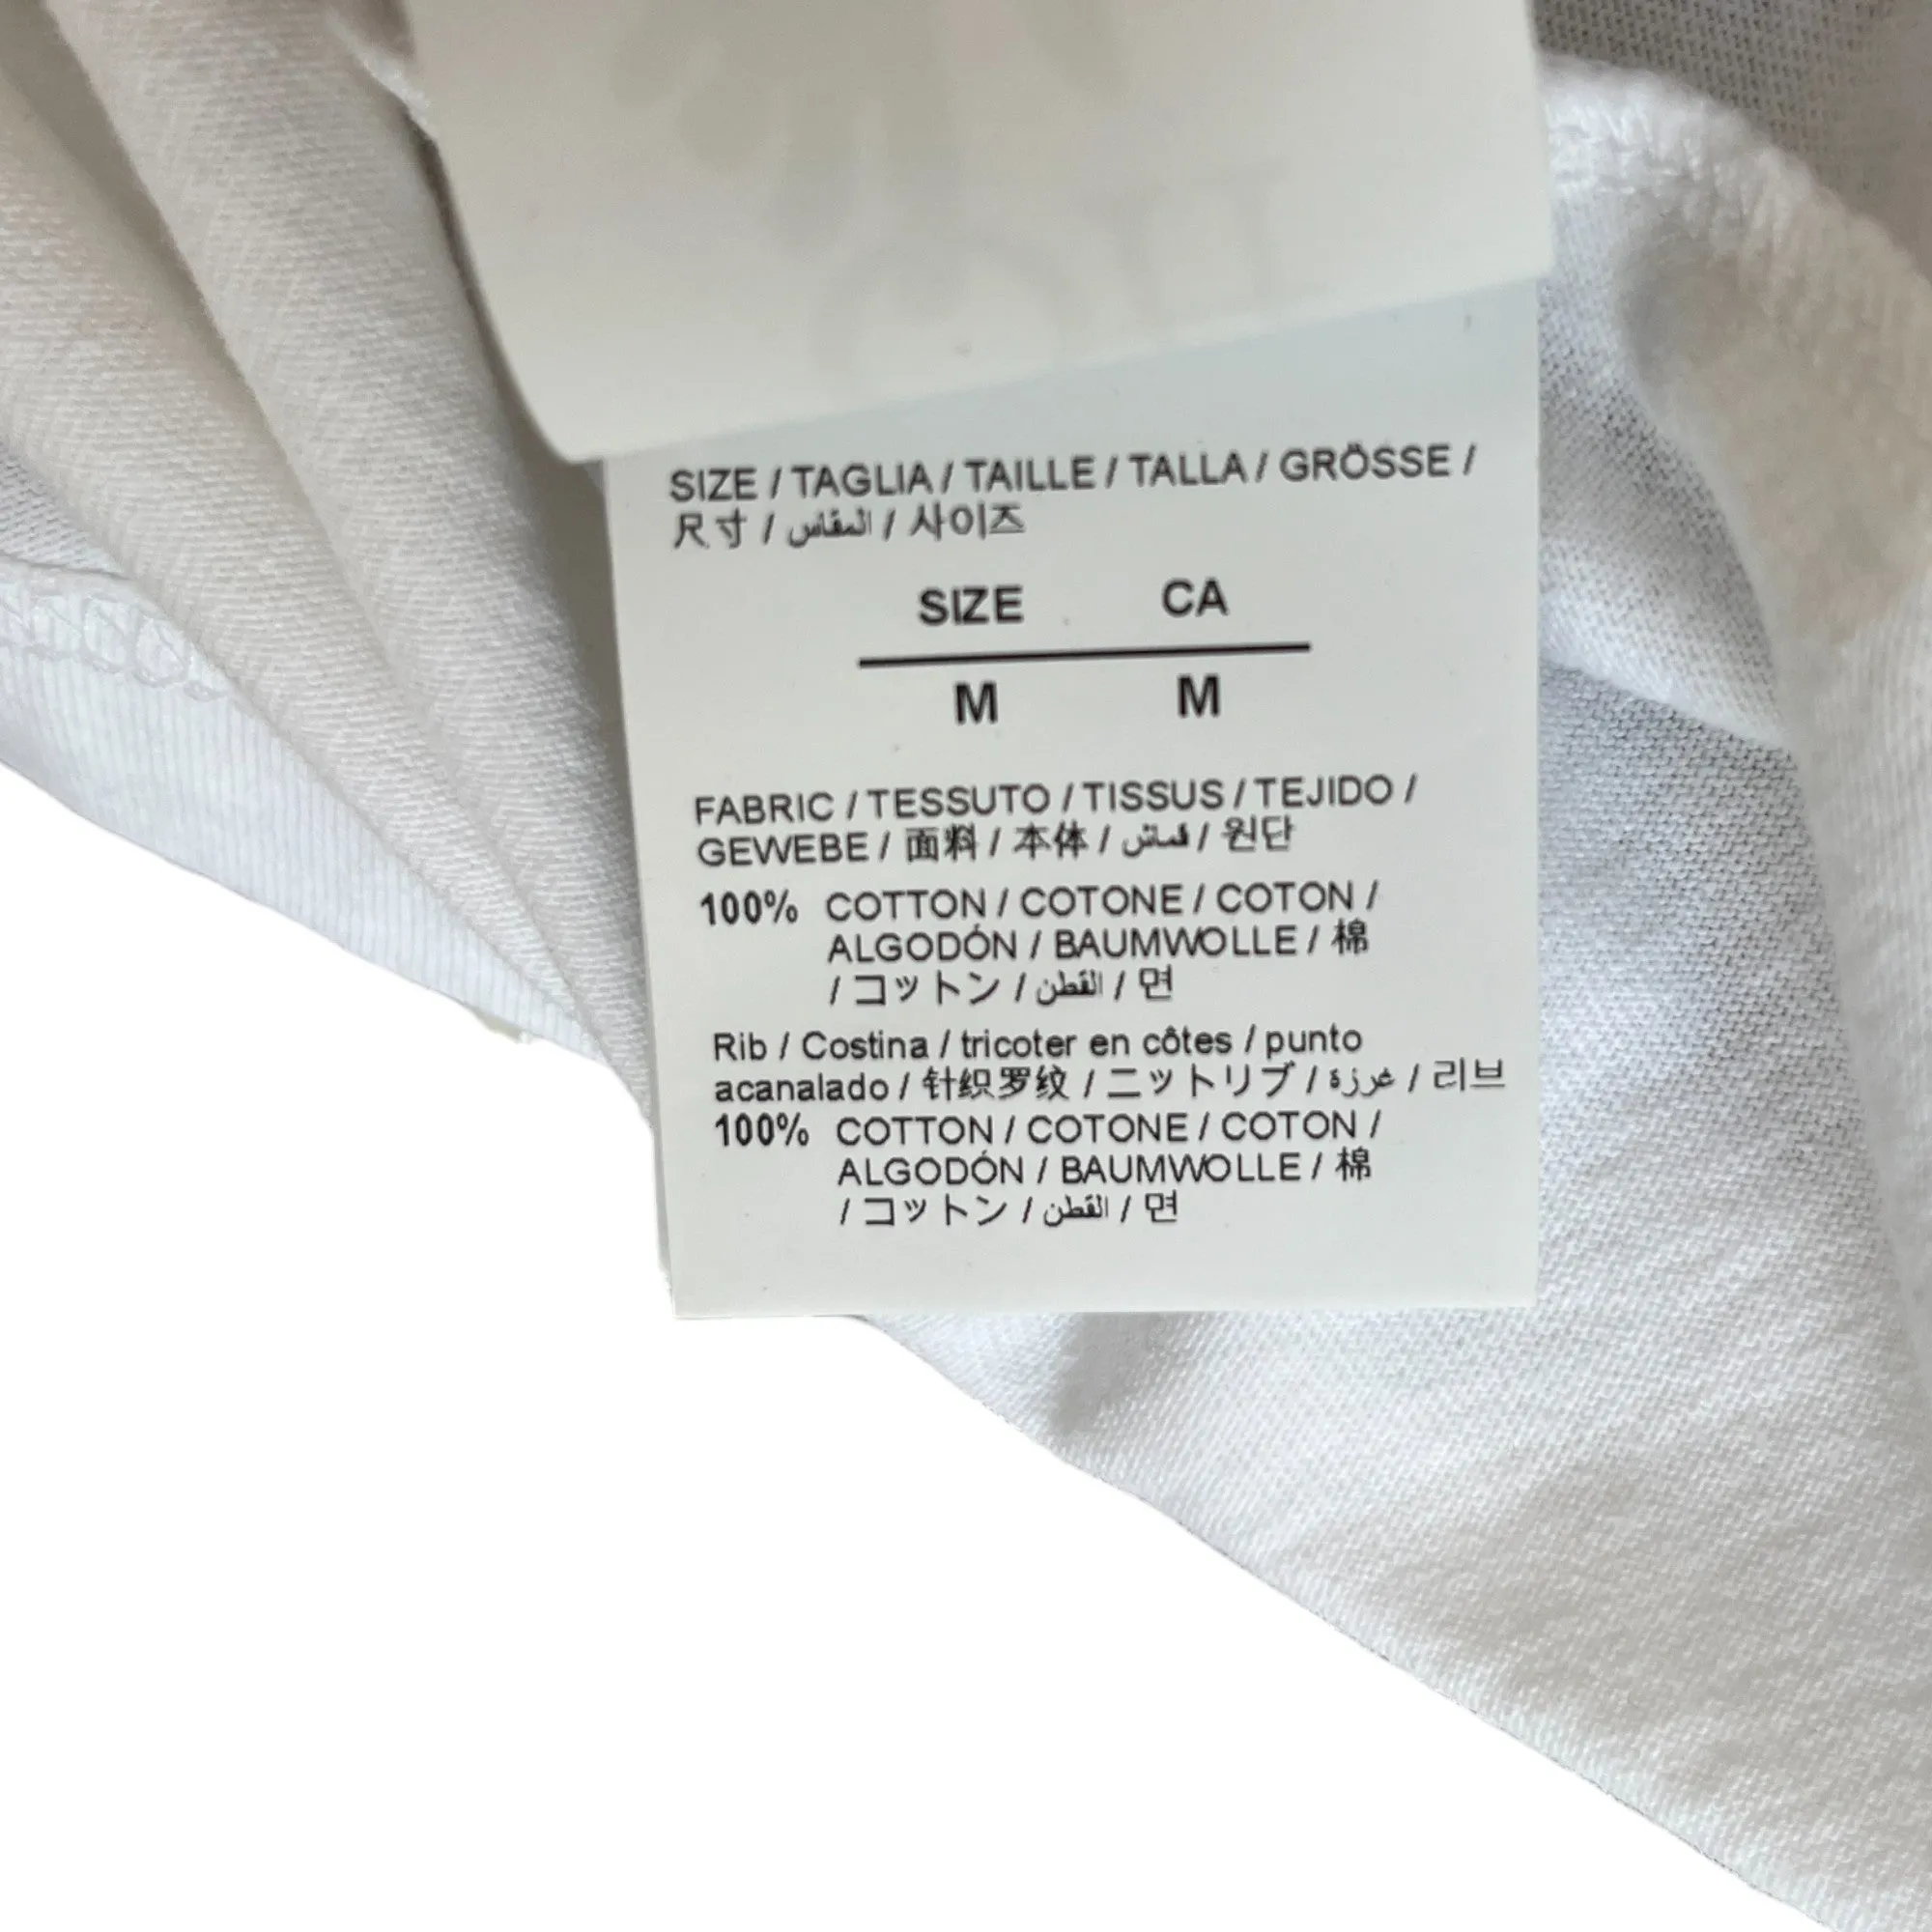 SIZE / TAGLIA / TAILLE / TALLA / GRÖSSE /
尺寸 / المقاس / 사이즈
SIZE CA
M M
FABRIC / TESSUTO / TISSUS / TEJIDO /
GEWEBE / 面料 / 本体 / قماش / 원단
100% COTTON / COTONE / COTON /
ALGODÓN / BAUMWOLLE / 棉
/ コットン / القطن / 면
Rib / Costina / tricoter en côtes / punto
acanalado / 针织罗纹 / ニットリブ / غرزة / 리브
100% COTTON / COTONE / COTON /
ALGODÓN / BAUMWOLLE / 棉
/ コットン / القطن / 면